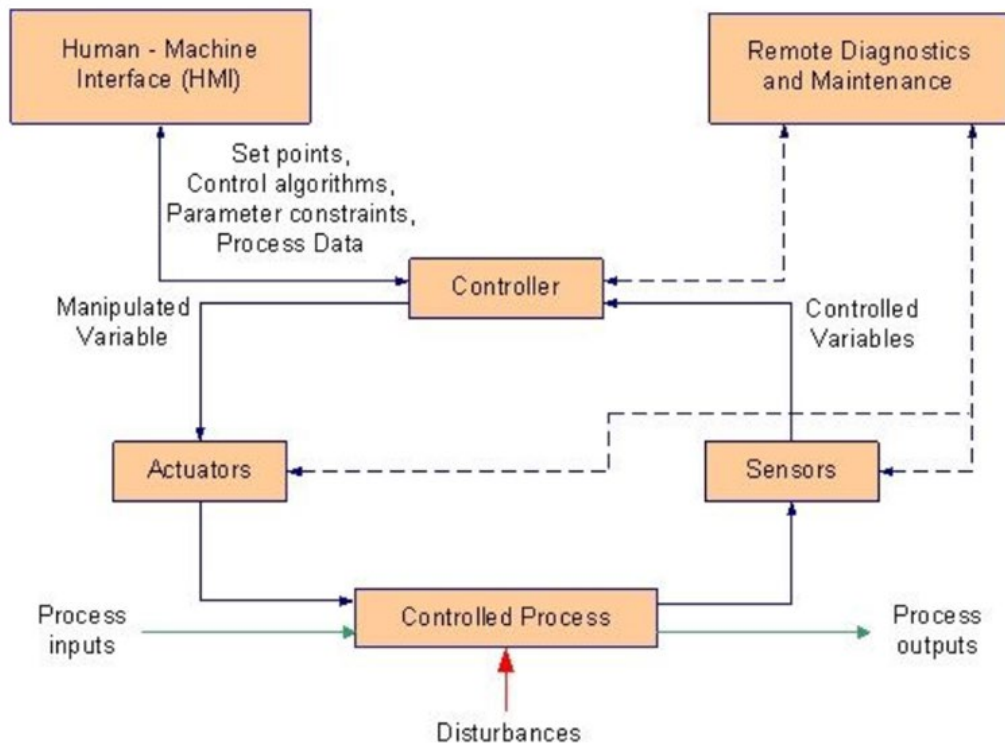 Human - Machine
Interface (HMI)
Remote Diagnostics
and Maintenance
Set points,
Control algorithms,
Parameter constraints,
Process Data
Controller
Manipulated
Variable
Controlled
Variables
Actuators
Sensors
Process
inputs
Controlled Process
Process
outputs
Disturbances